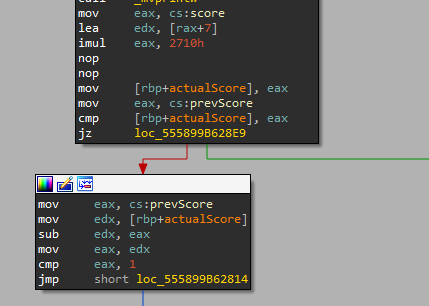 call _mvprintw
mov eax, cs:score
lea edx, [rax+7]
imul eax, 2710h
nop
nop
mov [rbp+actualScore], eax
mov eax, cs:prevScore
cmp [rbp+actualScore], eax
jz loc_555899B628E9
mov eax, cs:prevScore
mov edx, [rbp+actualScore]
sub edx, eax
mov eax, edx
cmp eax, 1
jmp short loc_555899B62814